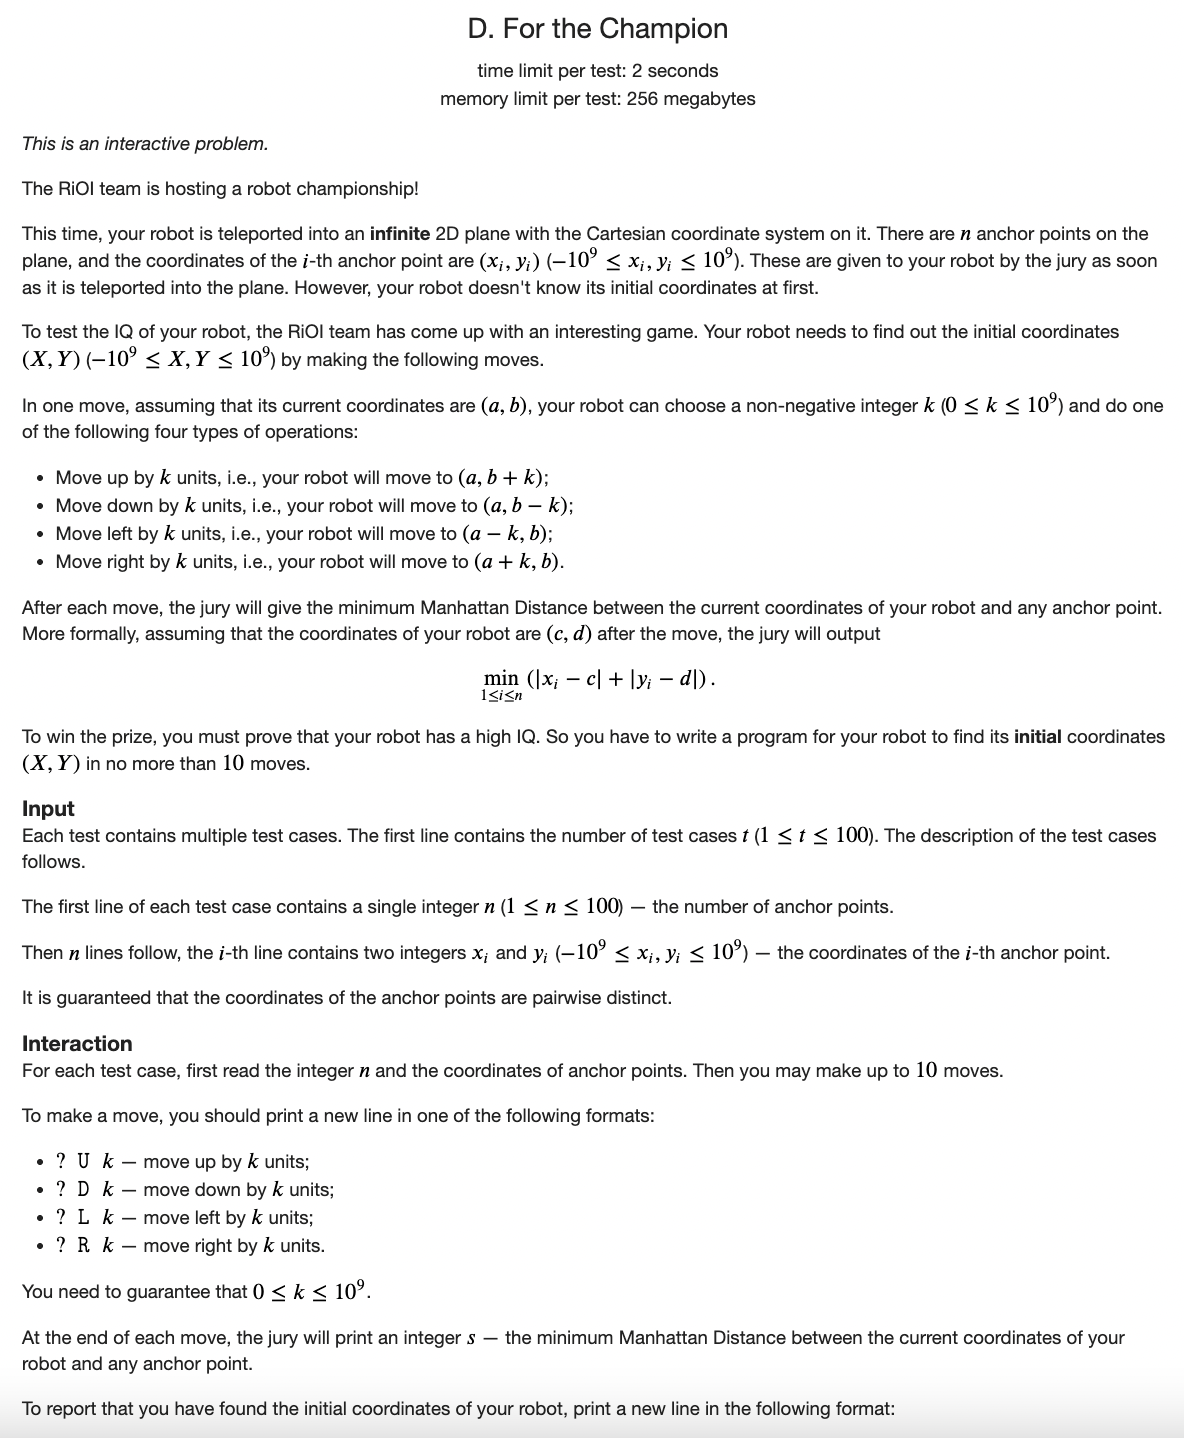 D. For the Champion
time limit per test: 2 seconds
memory limit per test: 256 megabytes
This is an interactive problem.
The RiOI team is hosting a robot championship!
This time, your robot is teleported into an infinite 2D plane with the Cartesian coordinate system on it. There are n anchor points on the
plane, and the coordinates of the i-th anchor point are (x_i, y_i) (−10^9 ≤ x_i, y_i ≤ 10^9). These are given to your robot by the jury as soon
as it is teleported into the plane. However, your robot doesn't know its initial coordinates at first.
To test the IQ of your robot, the RiOI team has come up with an interesting game. Your robot needs to find out the initial coordinates
(X, Y) (−10^9 ≤ X, Y ≤ 10^9) by making the following moves.
In one move, assuming that its current coordinates are (a, b), your robot can choose a non-negative integer k (0 ≤ k ≤ 10^9) and do one
of the following four types of operations:
• Move up by k units, i.e., your robot will move to (a, b + k);
• Move down by k units, i.e., your robot will move to (a, b − k);
• Move left by k units, i.e., your robot will move to (a − k, b);
• Move right by k units, i.e., your robot will move to (a + k, b).
After each move, the jury will give the minimum Manhattan Distance between the current coordinates of your robot and any anchor point.
More formally, assuming that the coordinates of your robot are (c, d) after the move, the jury will output
min_{1≤i≤n} (|x_i − c| + |y_i − d|).
To win the prize, you must prove that your robot has a high IQ. So you have to write a program for your robot to find its initial coordinates
(X, Y) in no more than 10 moves.
Input
Each test contains multiple test cases. The first line contains the number of test cases t (1 ≤ t ≤ 100). The description of the test cases
follows.
The first line of each test case contains a single integer n (1 ≤ n ≤ 100) — the number of anchor points.
Then n lines follow, the i-th line contains two integers x_i and y_i (−10^9 ≤ x_i, y_i ≤ 10^9) — the coordinates of the i-th anchor point.
It is guaranteed that the coordinates of the anchor points are pairwise distinct.
Interaction
For each test case, first read the integer n and the coordinates of anchor points. Then you may make up to 10 moves.
To make a move, you should print a new line in one of the following formats:
• ? U k — move up by k units;
• ? D k — move down by k units;
• ? L k — move left by k units;
• ? R k — move right by k units.
You need to guarantee that 0 ≤ k ≤ 10^9.
At the end of each move, the jury will print an integer s — the minimum Manhattan Distance between the current coordinates of your
robot and any anchor point.
To report that you have found the initial coordinates of your robot, print a new line in the following format: